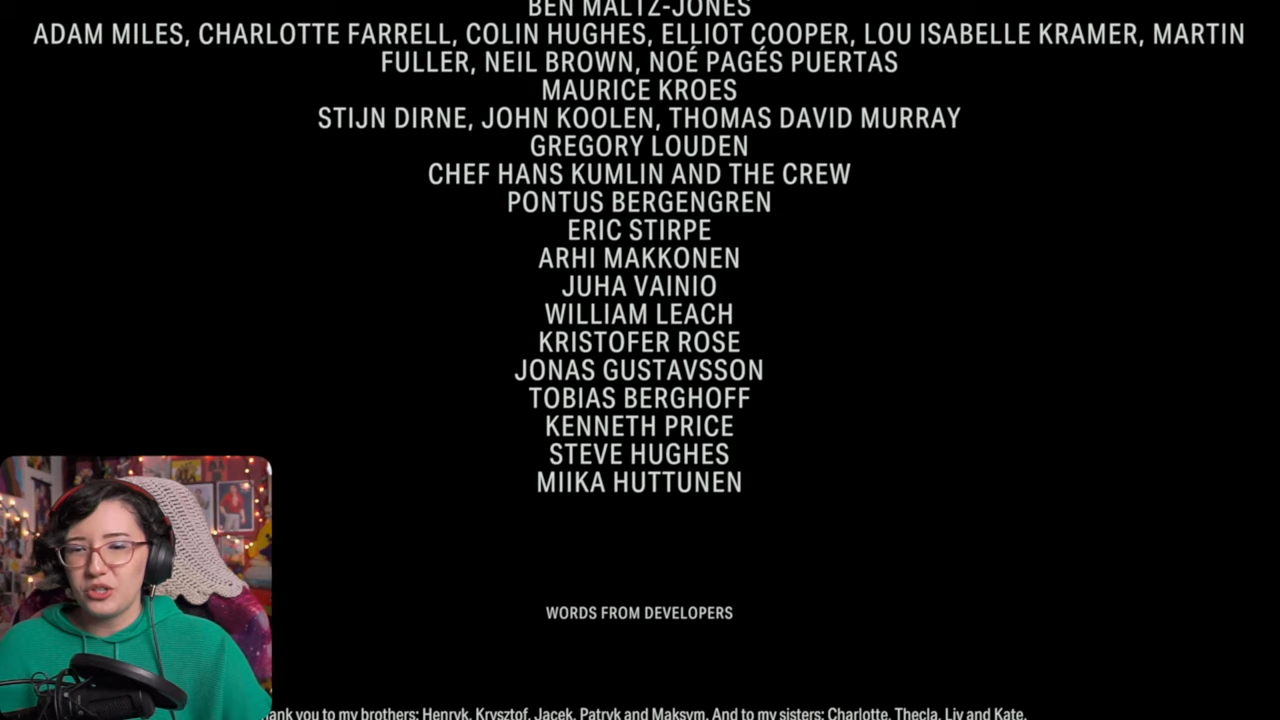 BEN MALTZ-JONES
ADAM MILES, CHARLOTTE FARRELL, COLIN HUGHES, ELLIOT COOPER, LOU ISABELLE KRAMER, MARTIN
FULLER, NEIL BROWN, NOÉ PAGÉS PUERTAS
MAURICE KROES
STIJN DIRNE, JOHN KOOLEN, THOMAS DAVID MURRAY
GREGORY LOUDEN
CHEF HANS KUMLIN AND THE CREW
PONTUS BERGENGREN
ERIC STIRPE
ARHI MAKKONEN
JUHA VAINIO
WILLIAM LEACH
KRISTOFER ROSE
JONAS GUSTAVSSON
TOBIAS BERGHOFF
KENNETH PRICE
STEVE HUGHES
MIIKA HUTTUNEN
WORDS FROM DEVELOPERS
you to my brothers: Henryk, Krysztof, Jacek, Patryk and Maksym. And to my sisters: Charlotte, Thecla, Liv and Kate.